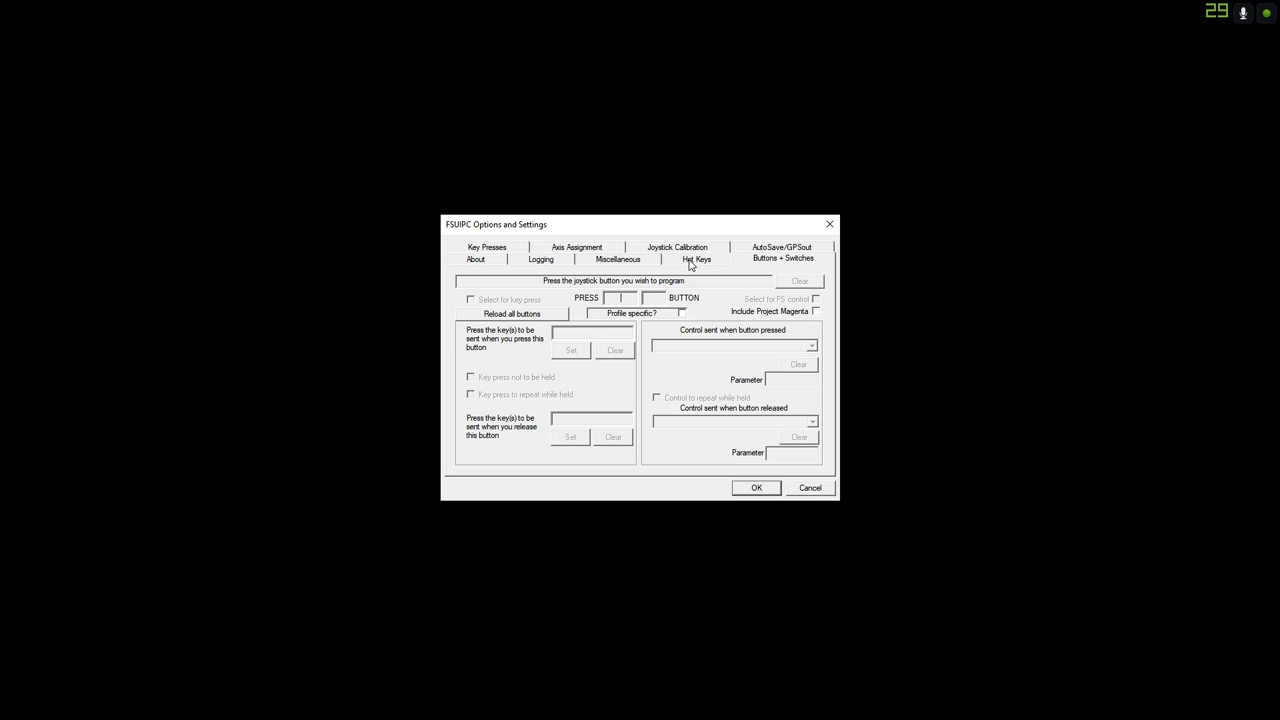 29
FSUIPC Options and Settings
Key Presses
Axis Assignment
Joystick Calibration
AutoSave/GPSout
About
Logging
Miscellaneous
Hot Keys
Buttons + Switches
Press the joystick button you wish to program
Clear
Select for key press
PRESS
BUTTON
Select for FS control
Reload all buttons
Profile specific?
Include Project Magenta
Press the key(s) to be
sent when you press this
button
Set
Clear
Key press not to be held
Key press to repeat while held
Press the key(s) to be
sent when you release
this button
Set
Clear
Control sent when button pressed
Clear
Parameter
Control to repeat while held
Control sent when button released
Clear
Parameter
OK
Cancel